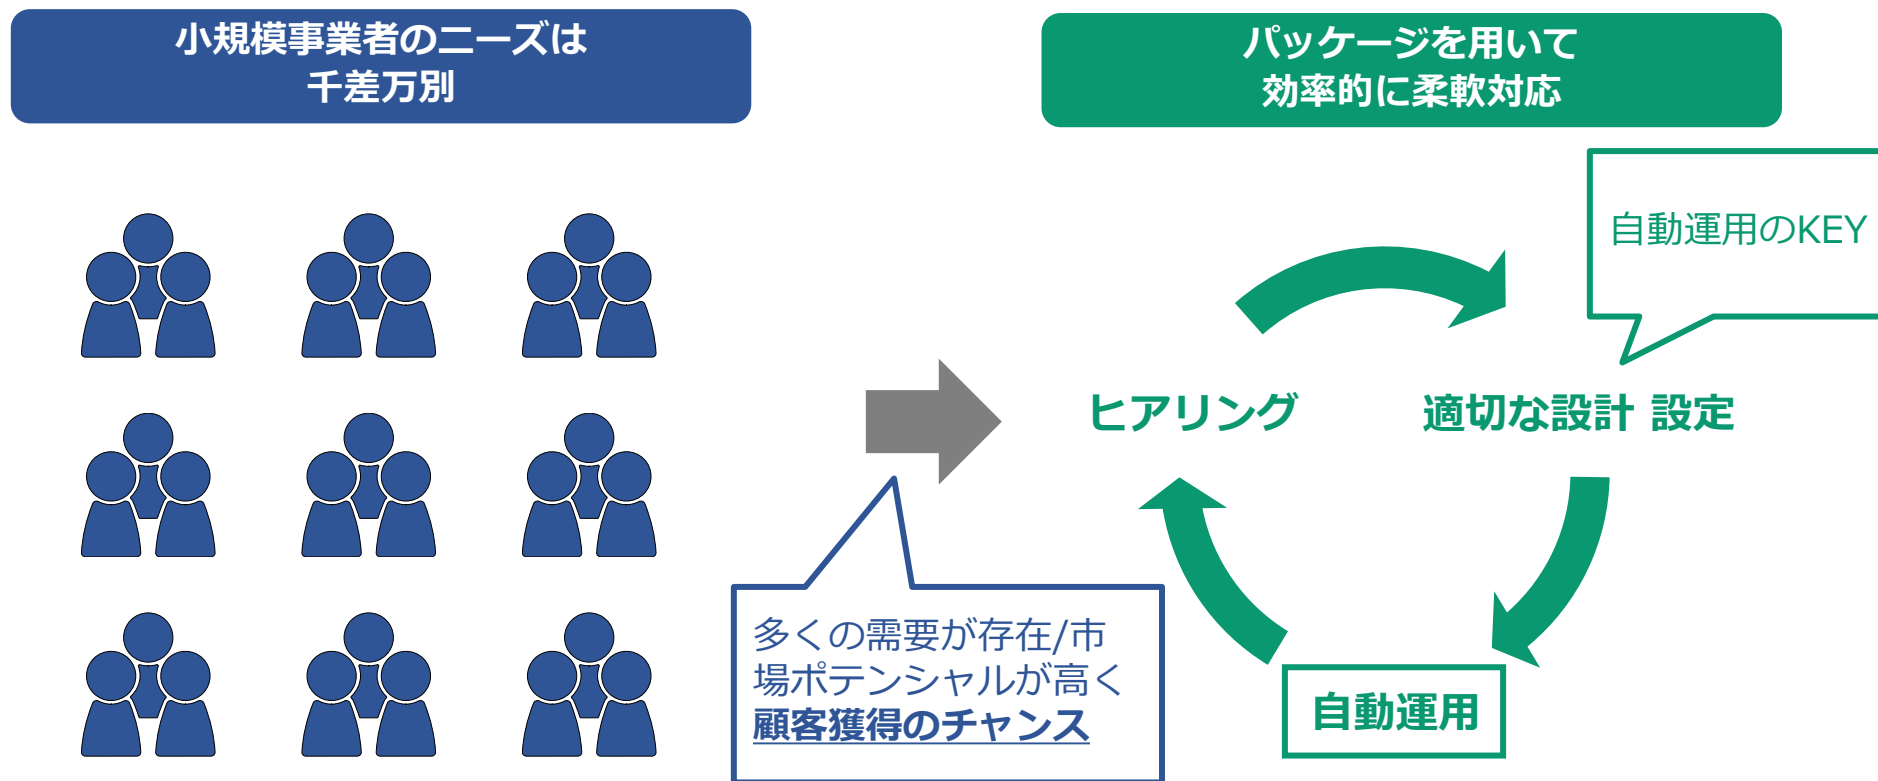 小規模事業者のニーズは
千差万別
パッケージを用いて
効率的に柔軟対応
自動運用のKEY
ヒアリング
適切な設計 設定
自動運用
多くの需要が存在/市
場ポテンシャルが高く
顧客獲得のチャンス